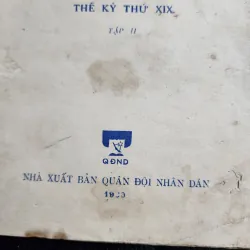 THẾ KỶ THỨ XIX
TẬP II
QĐND
NHÀ XUẤT BẢN QUÂN ĐỘI NHÂN DÂN